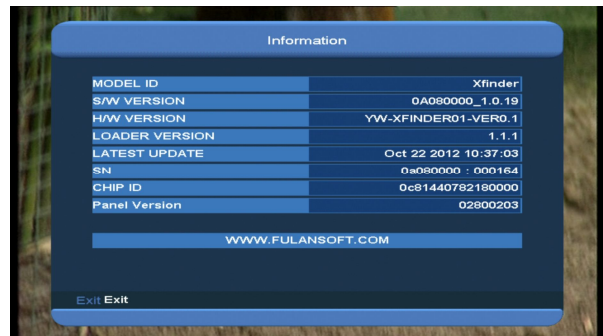 Information
MODEL ID Xfinder
S/W VERSION 0A080000_1.0.19
H/W VERSION YW-XFINDER01-VER0.1
LOADER VERSION 1.1.1
LATEST UPDATE Oct 22 2012 10:37:03
SN 0a080000 : 000164
CHIP ID 0c81440782180000
Panel Version 02800203
WWW.FULANSOFT.COM
Exit Exit